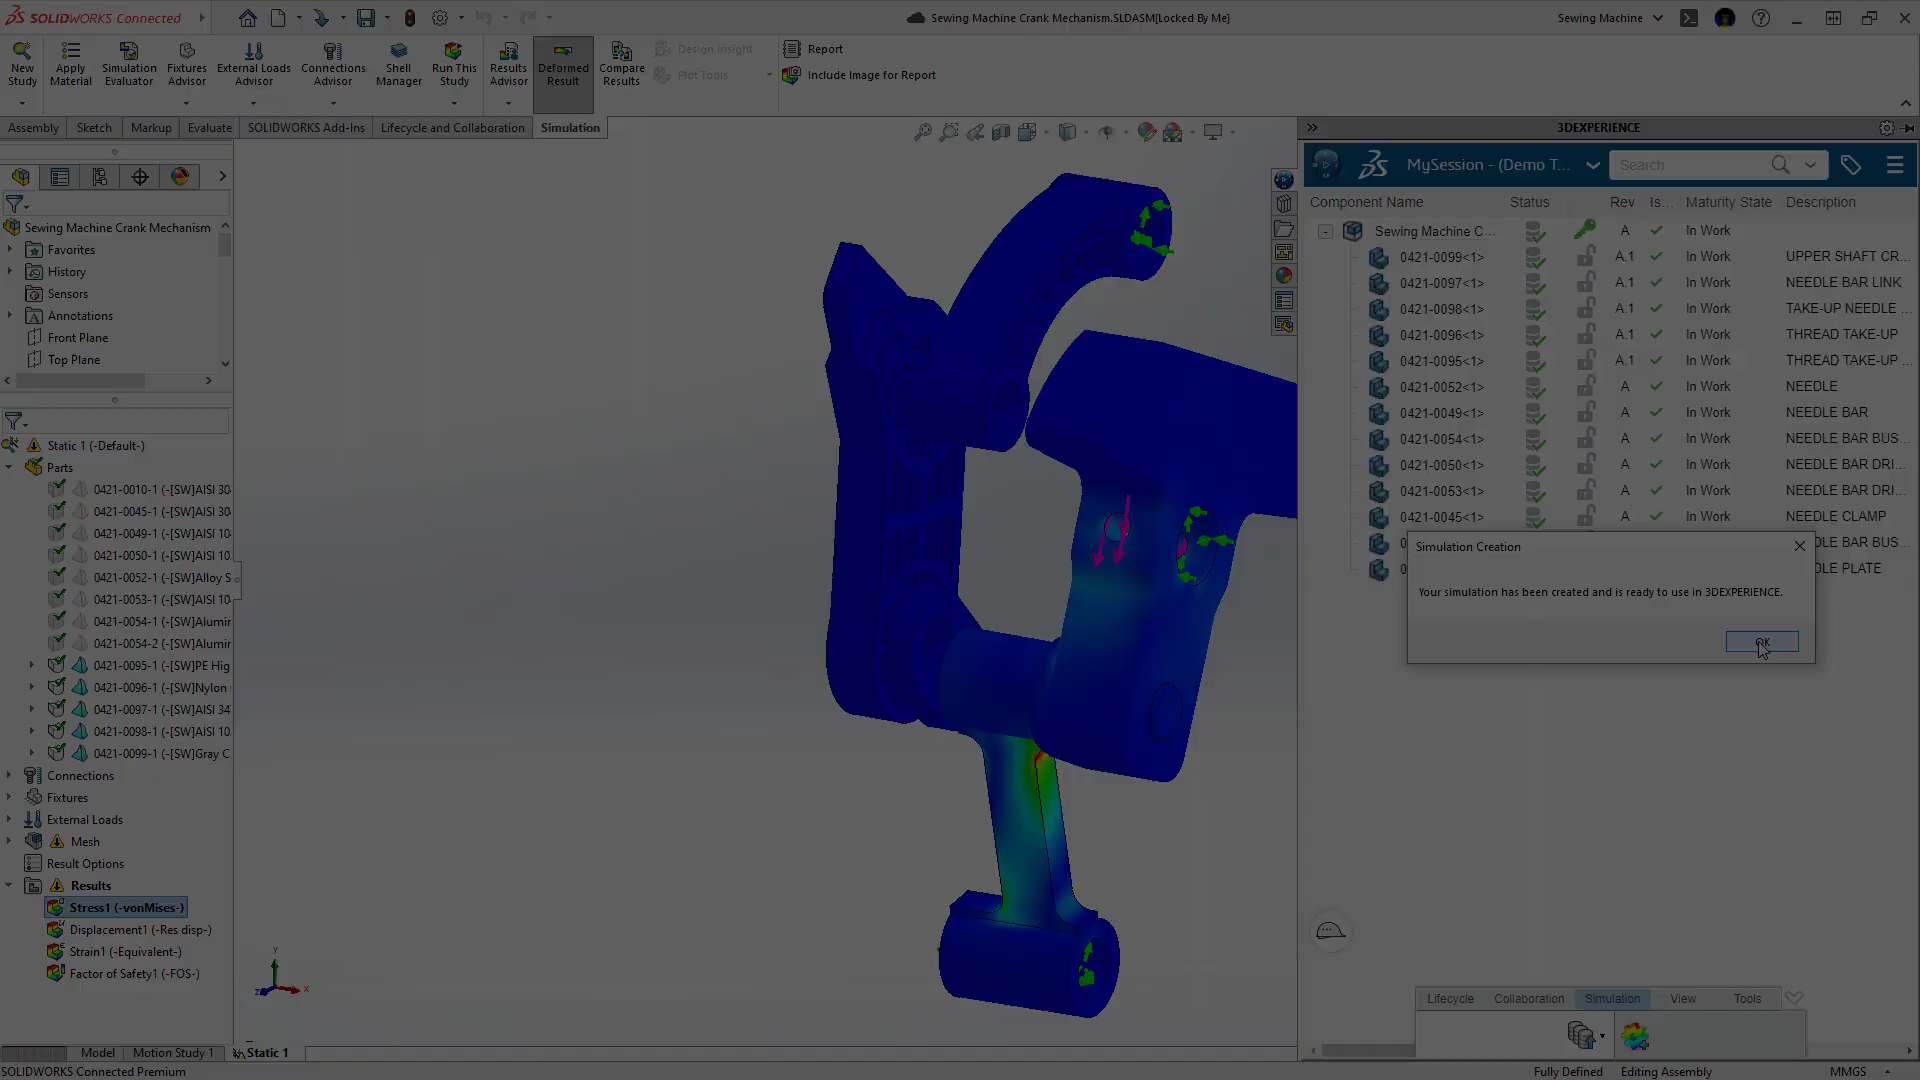 SOLIDWORKS Connected
Sewing Machine Crank Mechanism.SLDASM[Locked By Me]
Sewing Machine
New Study
Apply Material
Simulation Evaluator
Fixtures Advisor
External Loads Advisor
Connections Advisor
Shell Manager
Run This Study
Results Advisor
Deformed Result
Compare Results
Design Insight
Plot Tools
Report
Include Image for Report
Assembly
Sketch
Markup
Evaluate
SOLIDWORKS Add-Ins
Lifecycle and Collaboration
Simulation
3DEXPERIENCE
MySession - (Demo T...
Search
Component Name Status Rev Is... Maturity State Description
Sewing Machine C... A In Work
0421-0099<1> A.1 In Work UPPER SHAFT CR...
0421-0097<1> A.1 In Work NEEDLE BAR LINK
0421-0098<1> A.1 In Work TAKE-UP NEEDLE ...
0421-0096<1> A.1 In Work THREAD TAKE-UP
0421-0095<1> A.1 In Work THREAD TAKE-UP ...
0421-0052<1> A In Work NEEDLE
0421-0049<1> A In Work NEEDLE BAR
0421-0054<1> A In Work NEEDLE BAR BUS...
0421-0050<1> A In Work NEEDLE BAR DRI...
0421-0053<1> A In Work NEEDLE BAR DRI...
0421-0045<1> A In Work NEEDLE CLAMP
DLE BAR BUS...
DLE PLATE
Simulation Creation
Your simulation has been created and is ready to use in 3DEXPERIENCE.
OK
Sewing Machine Crank Mechanism
Favorites
History
Sensors
Annotations
Front Plane
Top Plane
Static 1 (-Default-)
Parts
0421-0010-1 (-[SW]AISI 30
0421-0045-1 (-[SW]AISI 30
0421-0049-1 (-[SW]AISI 10
0421-0050-1 (-[SW]AISI 10
0421-0052-1 (-[SW]Alloy S
0421-0053-1 (-[SW]AISI 10
0421-0054-1 (-[SW]Alumir
0421-0054-2 (-[SW]Alumir
0421-0095-1 (-[SW]PE Hig
0421-0096-1 (-[SW]Nylon
0421-0097-1 (-[SW]AISI 34
0421-0098-1 (-[SW]AISI 10
0421-0099-1 (-[SW]Gray C
Connections
Fixtures
External Loads
Mesh
Result Options
Results
Stress1 (-vonMises-)
Displacement1 (-Res disp-)
Strain1 (-Equivalent-)
Factor of Safety1 (-FOS-)
Y
Z X
Lifecycle Collaboration Simulation View Tools
Model Motion Study 1 Static 1
SOLIDWORKS Connected Premium
Fully Defined Editing Assembly MMGS